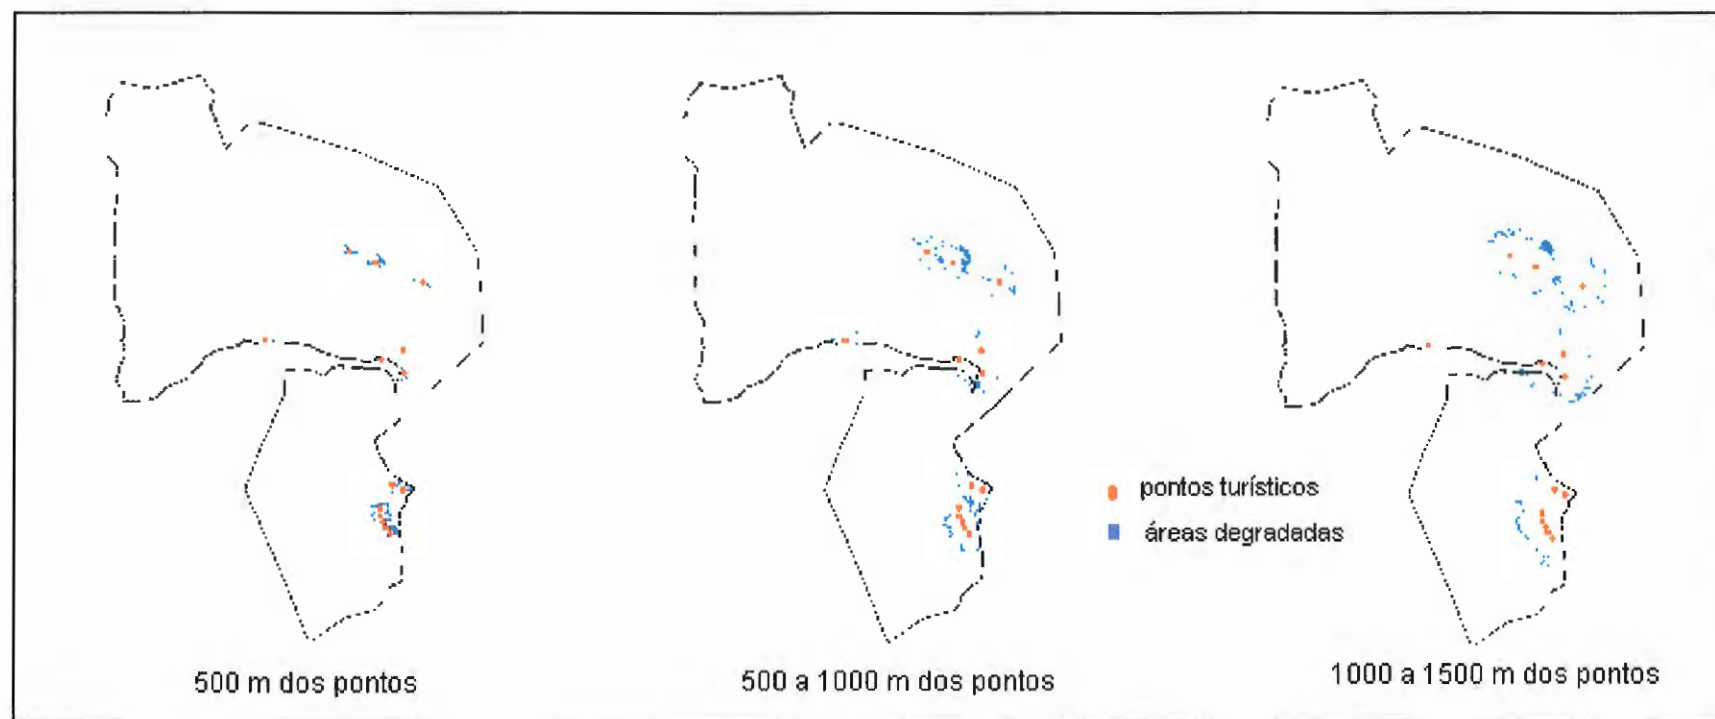 pontos turísticos
áreas degradadas
500 m dos pontos
500 a 1000 m dos pontos
1000 a 1500 m dos pontos